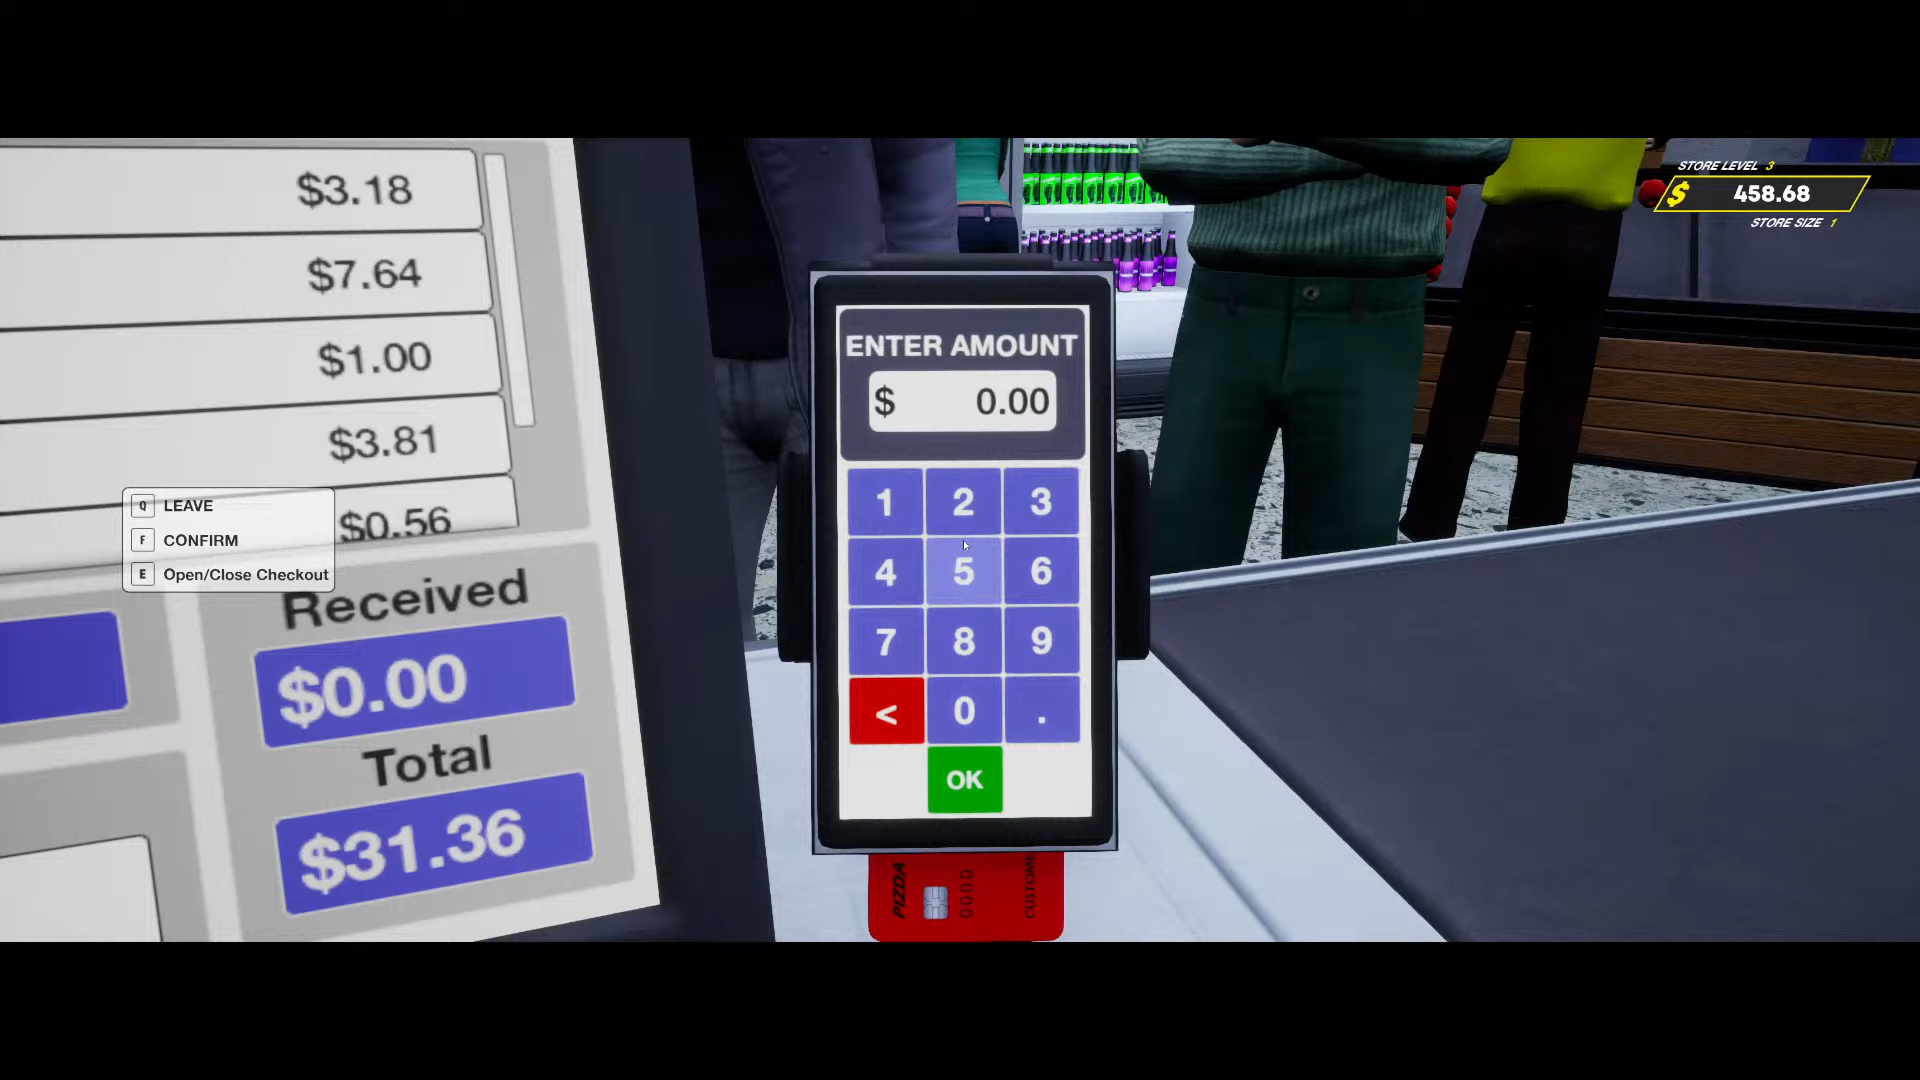 $3.18
$7.64
$1.00
$3.81
$0.56
Q LEAVE
F CONFIRM
E Open/Close Checkout
Received
$0.00
Total
$31.36
ENTER AMOUNT
$ 0.00
1 2 3
4 5 6
7 8 9
< 0 .
OK
PIZDA
0000
STORE LEVEL 3
$ 458.68
STORE SIZE 1